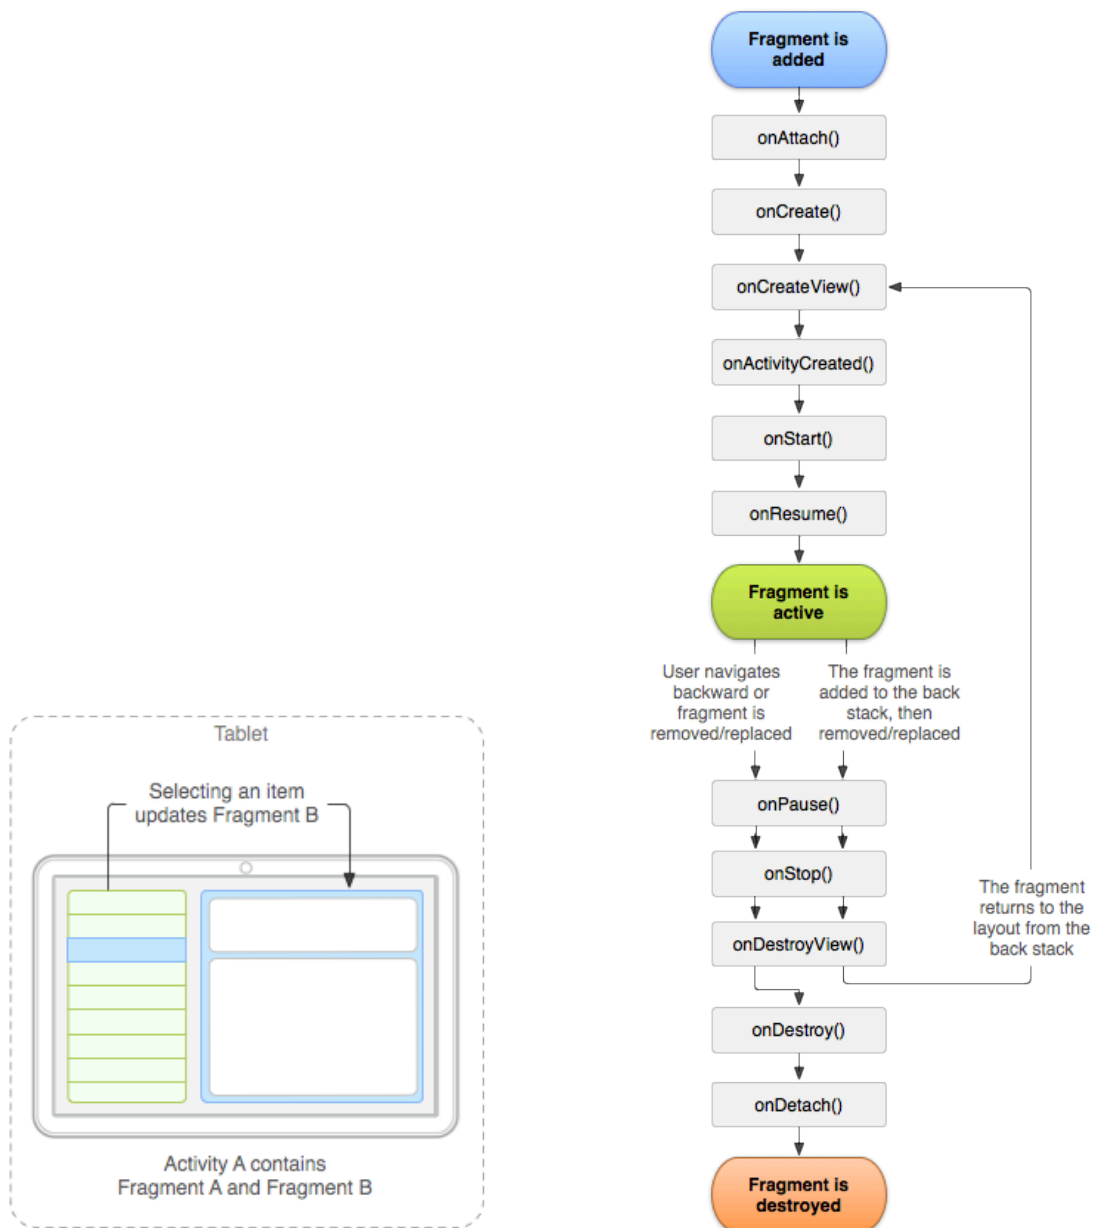 Fragment is
added
onAttach()
onCreate()
onCreateView()
onActivityCreated()
onStart()
onResume()
Fragment is
active
User navigates
backward or
fragment is
removed/replaced
The fragment is
added to the back
stack, then
removed/replaced
onPause()
onStop()
onDestroyView()
The fragment
returns to the
layout from the
back stack
onDestroy()
onDetach()
Fragment is
destroyed
Tablet
Selecting an item
updates Fragment B
Activity A contains
Fragment A and Fragment B